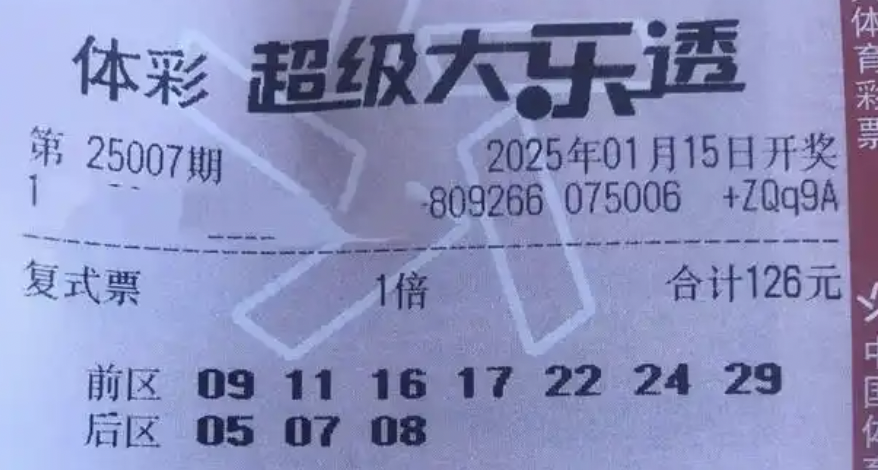 体彩 超级大乐透
第 25007期 2025年01月15日开奖
1 -809266 075006 +ZQq9A
复式票 1倍 合计126元
前区 09 11 16 17 22 24 29
后区 05 07 08
体育彩票
中国体